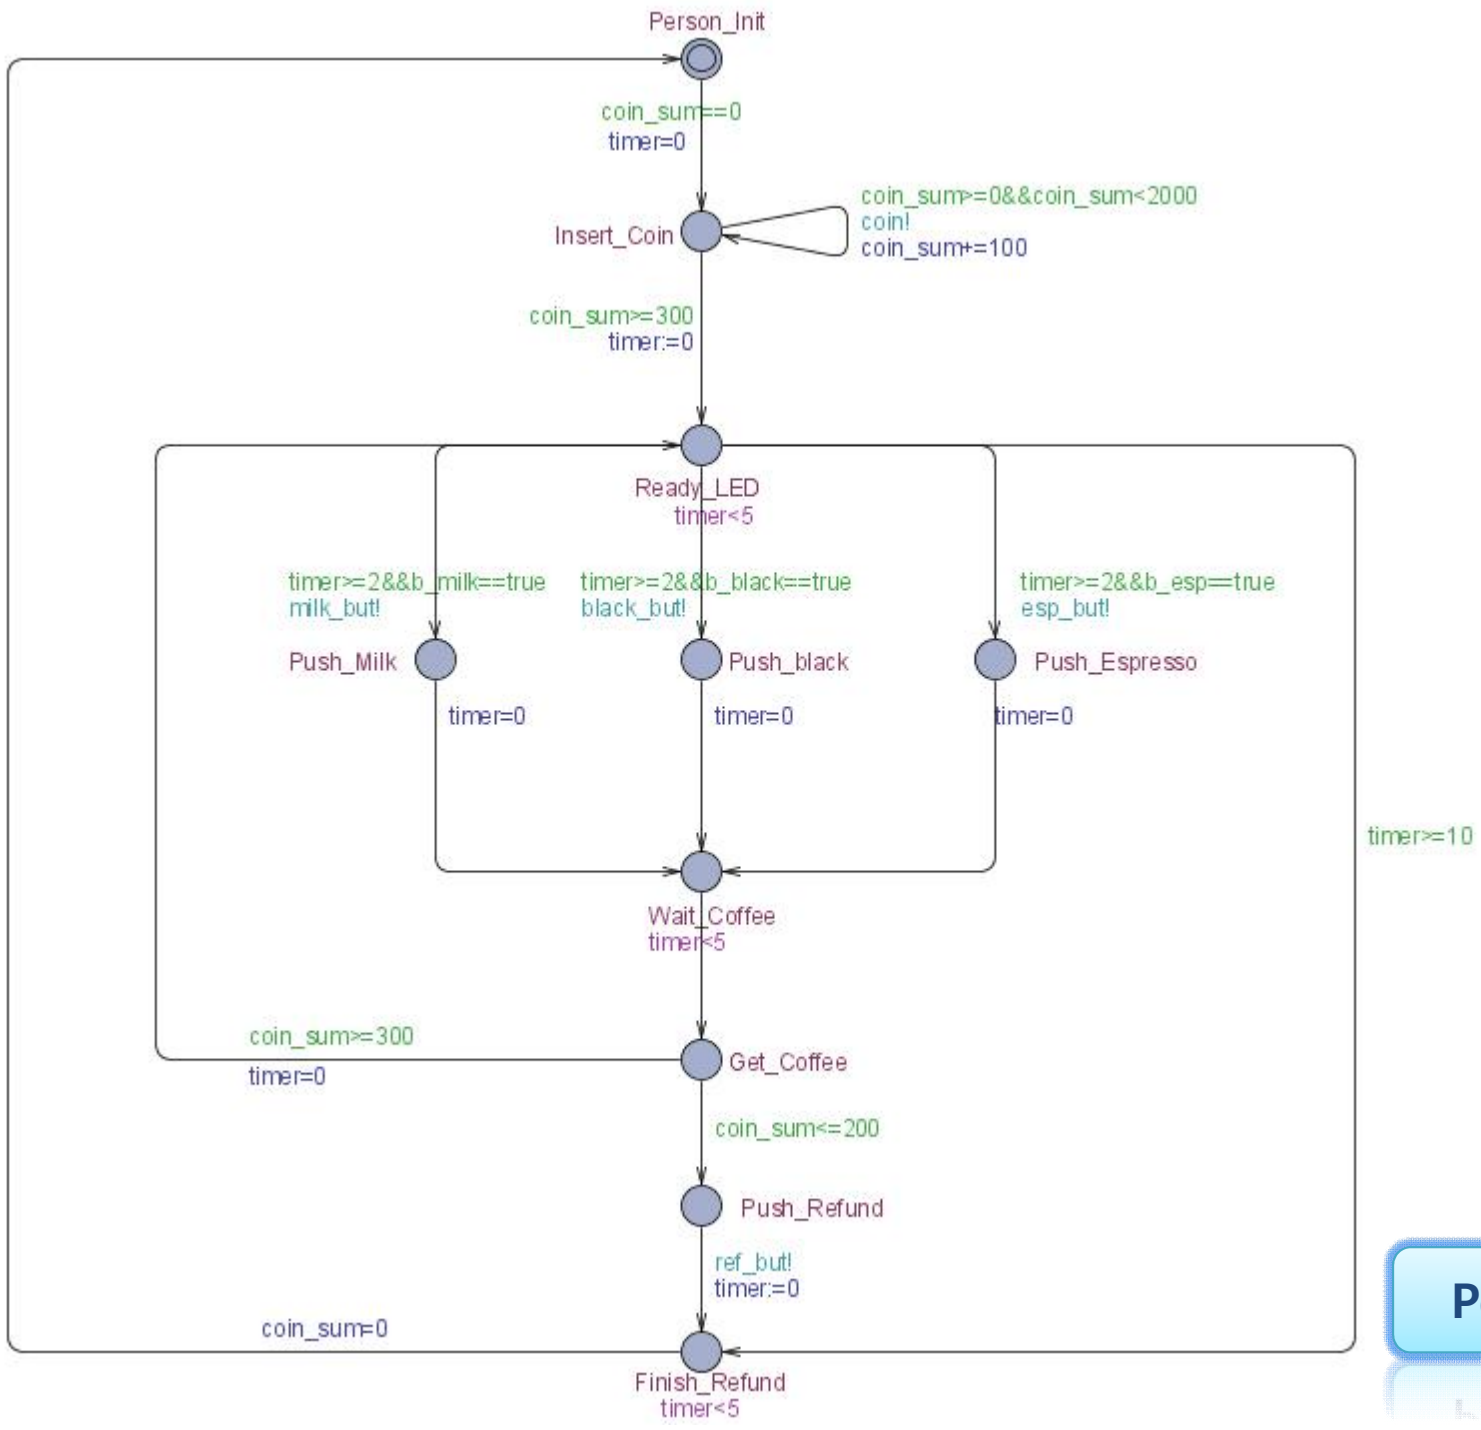 Person_Init
coin_sum==0
timer=0
coin_sum>=0&&coin_sum<2000
coin!
coin_sum+=100
Insert_Coin
coin_sum>=300
timer:=0
Ready_LED
timer<5
timer>=2&&b_milk==true
milk_but!
timer>=2&&b_black==true
black_but!
timer>=2&&b_esp==true
esp_but!
Push_Milk
Push_black
Push_Espresso
timer=0
timer=0
timer=0
timer>=10
Wait_Coffee
timer<5
coin_sum>=300
timer=0
Get_Coffee
coin_sum<=200
Push_Refund
ref_but!
timer:=0
P
coin_sum=0
Finish_Refund
timer<5